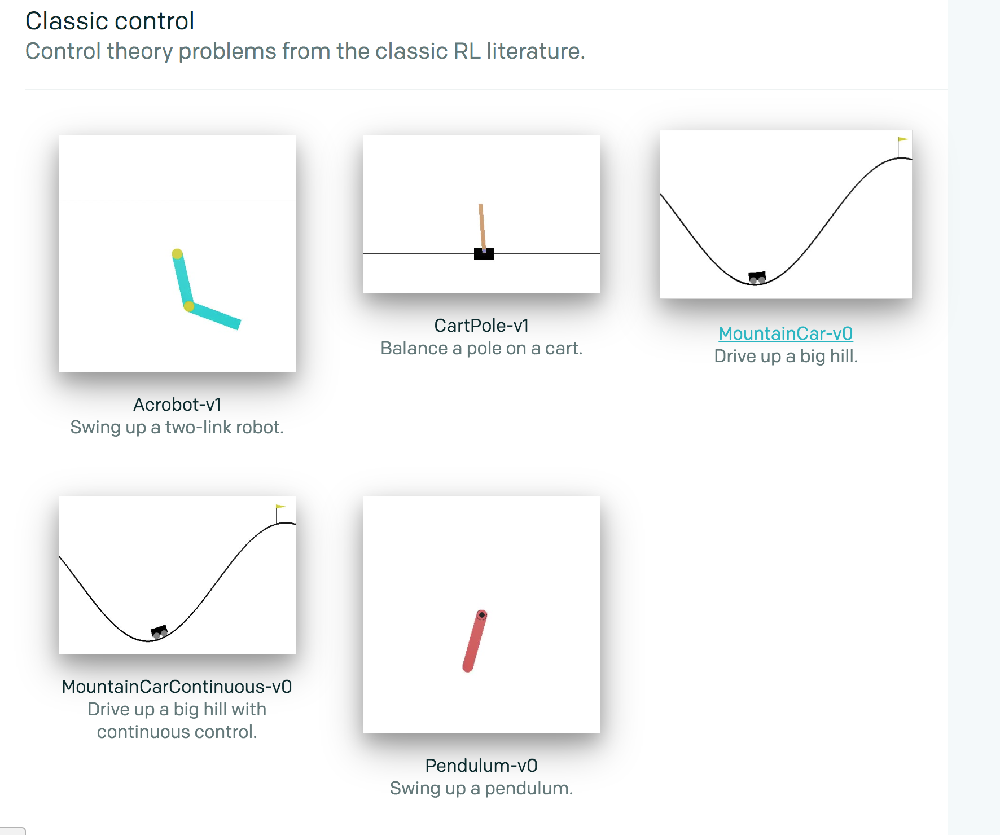 Classic control
Control theory problems from the classic RL literature.
Acrobot-v1
Swing up a two-link robot.
CartPole-v1
Balance a pole on a cart.
MountainCar-v0
Drive up a big hill.
MountainCarContinuous-v0
Drive up a big hill with
continuous control.
Pendulum-v0
Swing up a pendulum.